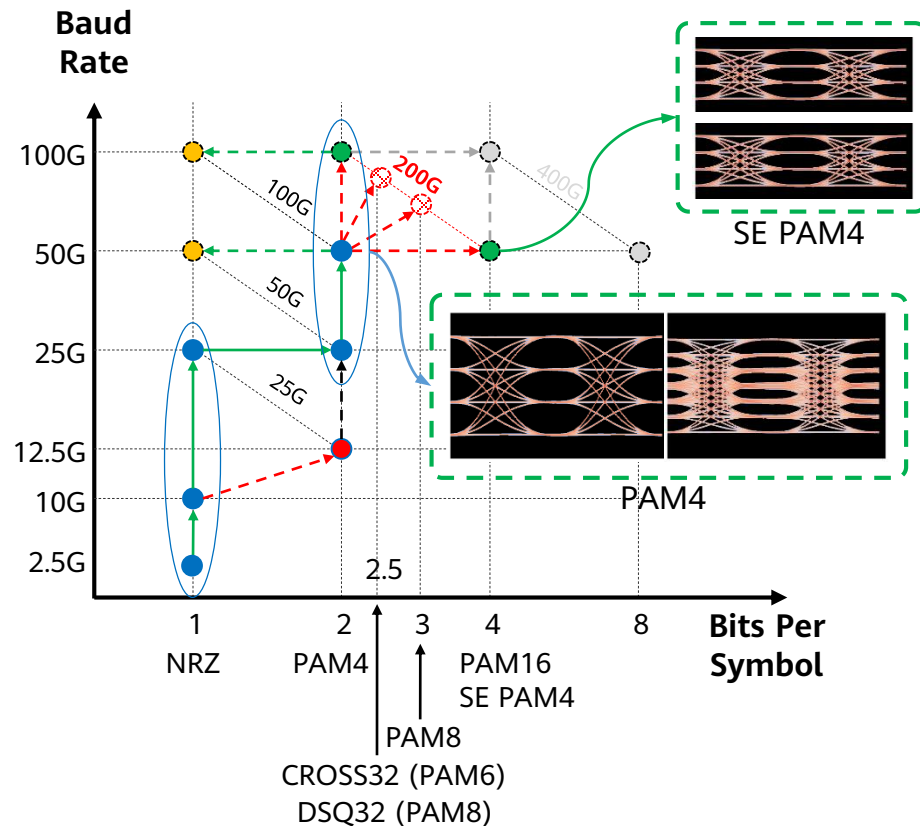 Baud
Rate
100G
50G
25G
12.5G
10G
2.5G
100G
50G
25G
200G
400G
SE PAM4
PAM4
2.5
1
2
3
4
8
Bits Per
Symbol
NRZ
PAM4
PAM16
SE PAM4
PAM8
CROSS32 (PAM6)
DSQ32 (PAM8)